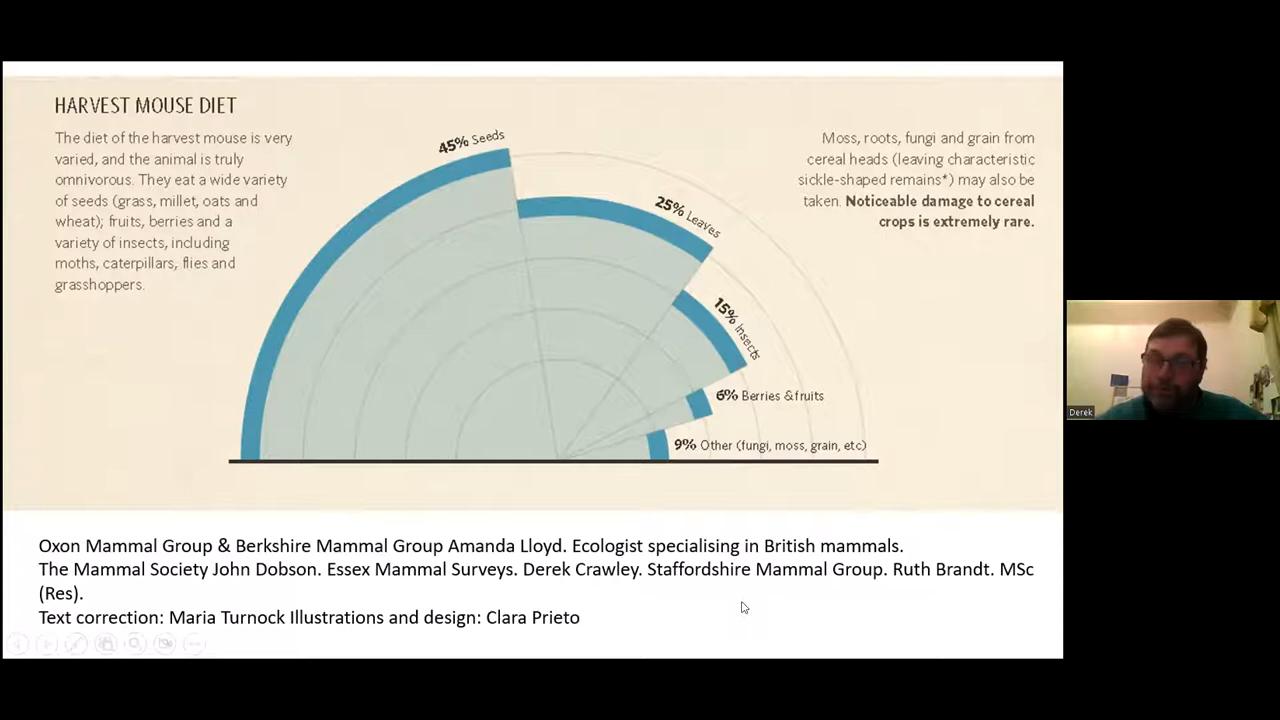 HARVEST MOUSE DIET
The diet of the harvest mouse is very
varied, and the animal is truly
omnivorous. They eat a wide variety
of seeds (grass, millet, oats and
wheat); fruits, berries and a
variety of insects, including
moths, caterpillars, flies and
grasshoppers.
45% Seeds
25% Leaves
15% Insects
6% Berries & fruits
9% Other (fungi, moss, grain, etc)
Moss, roots, fungi and grain from
cereal heads (leaving characteristic
sickle-shaped remains*) may also be
taken. Noticeable damage to cereal
crops is extremely rare.
Oxon Mammal Group & Berkshire Mammal Group Amanda Lloyd. Ecologist specialising in British mammals.
The Mammal Society John Dobson. Essex Mammal Surveys. Derek Crawley. Staffordshire Mammal Group. Ruth Brandt. MSc
(Res).
Text correction: Maria Turnock Illustrations and design: Clara Prieto
Derek